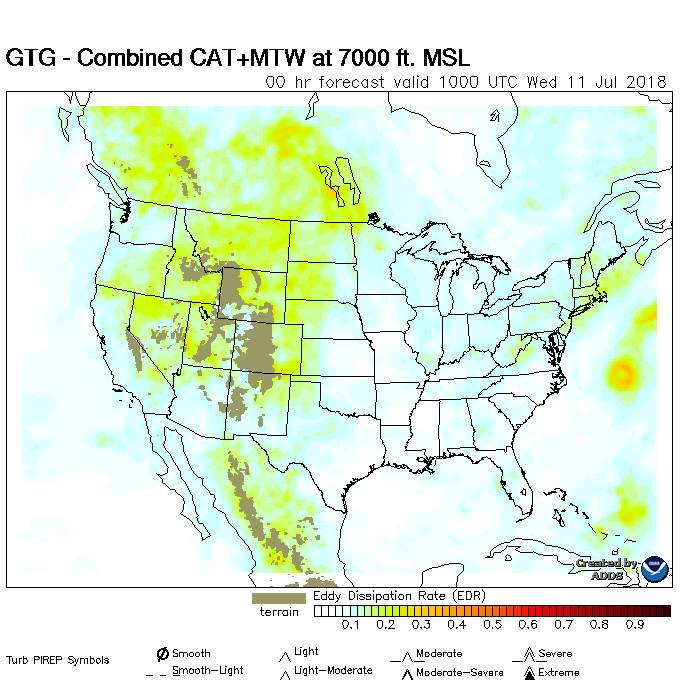 GTG - Combined CAT+MTW at 7000 ft. MSL
00 hr forecast valid 1000 UTC Wed 11 Jul 2018
Created by
ADDS
Eddy Dissipation Rate (EDR)
terrain
0.1 0.2 0.3 0.4 0.5 0.6 0.7 0.8 0.9
Turb PIREP Symbols
Smooth Light Moderate Severe
Smooth-Light Light-Moderate Moderate-Severe Extreme